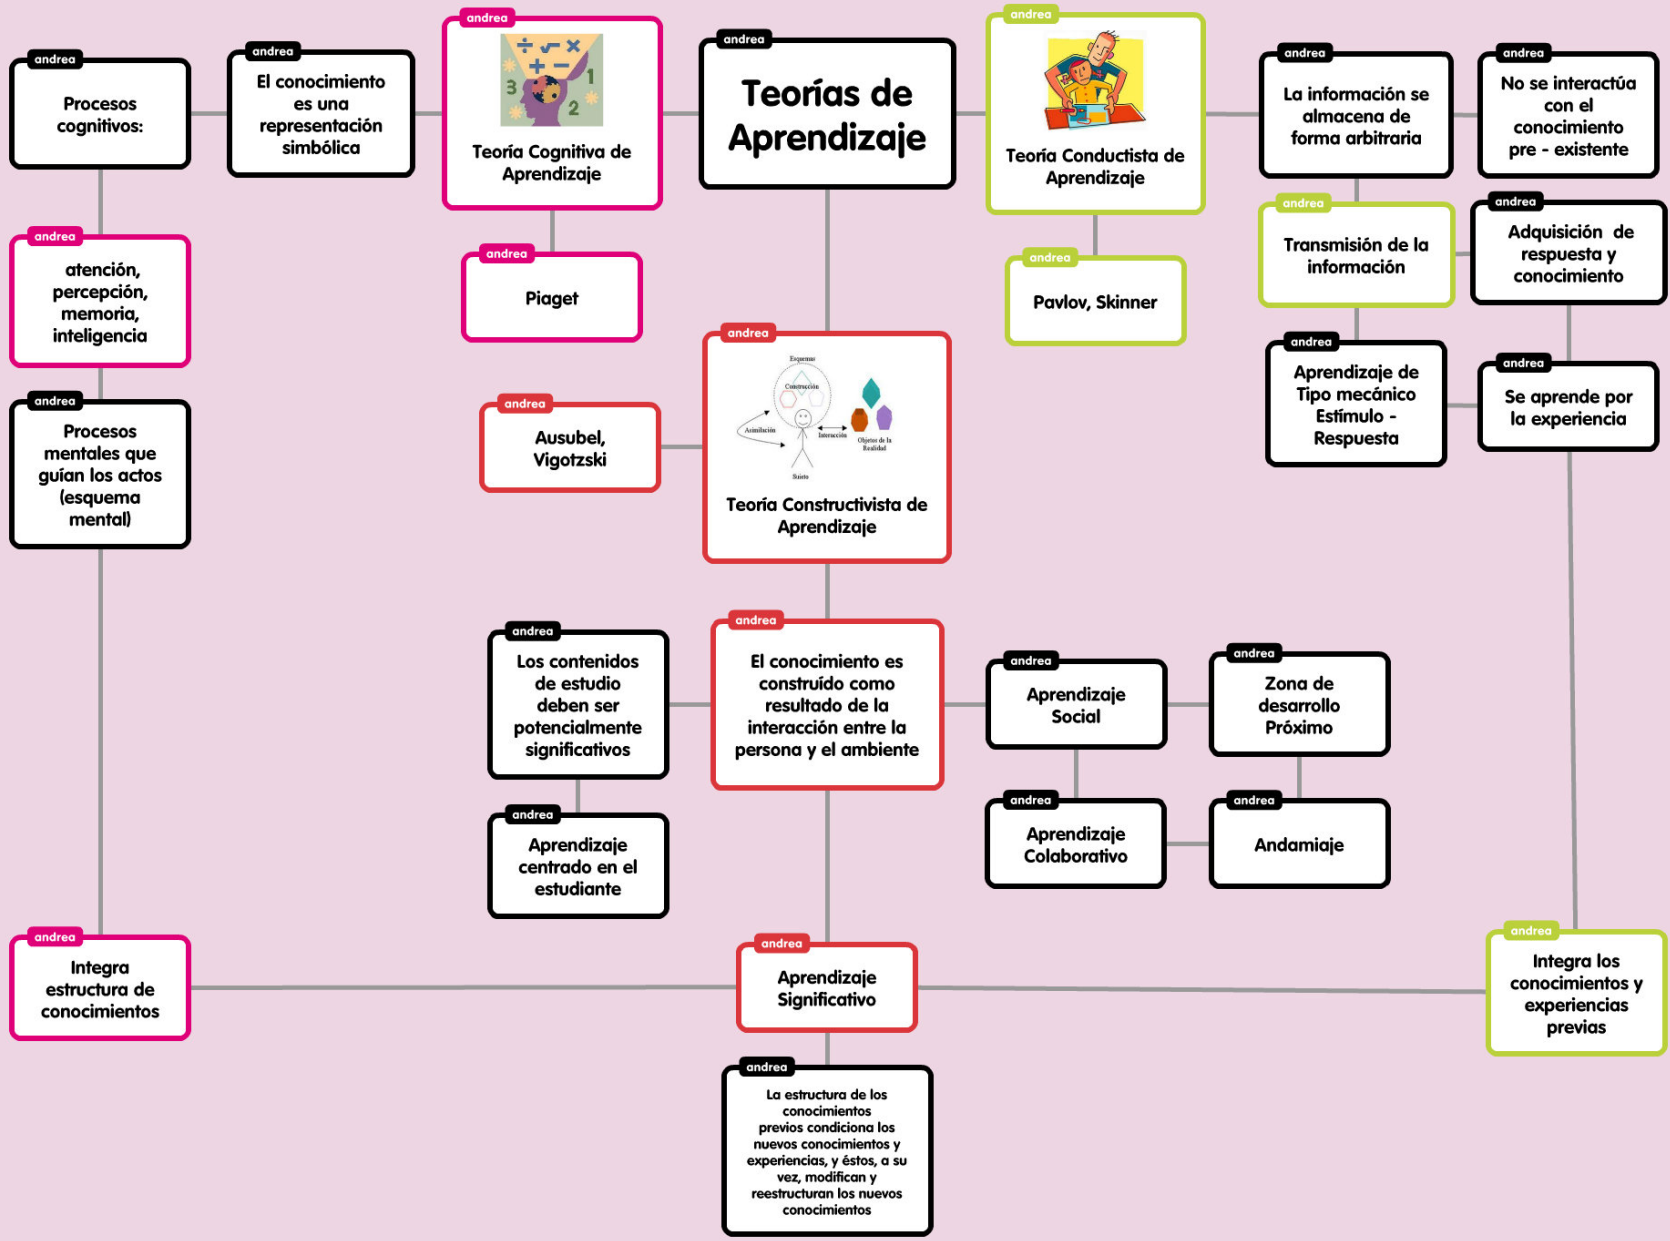 andrea
Procesos
cognitivos:
andrea
El conocimiento
es una
representación
simbólica
andrea
3
1
2
Teoría Cognitiva de
Aprendizaje
andrea
Teorías de
Aprendizaje
andrea
Teoría Conductista de
Aprendizaje
andrea
La información se
almacena de
forma arbitraria
andrea
No se interactúa
con el
conocimiento
pre - existente
andrea
atención,
percepción,
memoria,
inteligencia
andrea
Piaget
andrea
Pavlov, Skinner
andrea
Transmisión de la
información
andrea
Adquisición de
respuesta y
conocimiento
andrea
Procesos
mentales que
guían los actos
(esquema
mental)
andrea
Ausubel,
Vigotzski
andrea
Esquemas
Construcción
Asimilación
Interacción
Objetos de la
Realidad
Sujeto
Teoría Constructivista de
Aprendizaje
andrea
Aprendizaje de
Tipo mecánico
Estímulo -
Respuesta
andrea
Se aprende por
la experiencia
andrea
Los contenidos
de estudio
deben ser
potencialmente
significativos
andrea
El conocimiento es
construído como
resultado de la
interacción entre la
persona y el ambiente
andrea
Aprendizaje
Social
andrea
Zona de
desarrollo
Próximo
andrea
Aprendizaje
centrado en el
estudiante
andrea
Aprendizaje
Colaborativo
andrea
Andamiaje
andrea
Integra
estructura de
conocimientos
andrea
Aprendizaje
Significativo
andrea
Integra los
conocimientos y
experiencias
previas
andrea
La estructura de los
conocimientos
previos condiciona los
nuevos conocimientos y
experiencias, y éstos, a su
vez, modifican y
reestructuran los nuevos
conocimientos